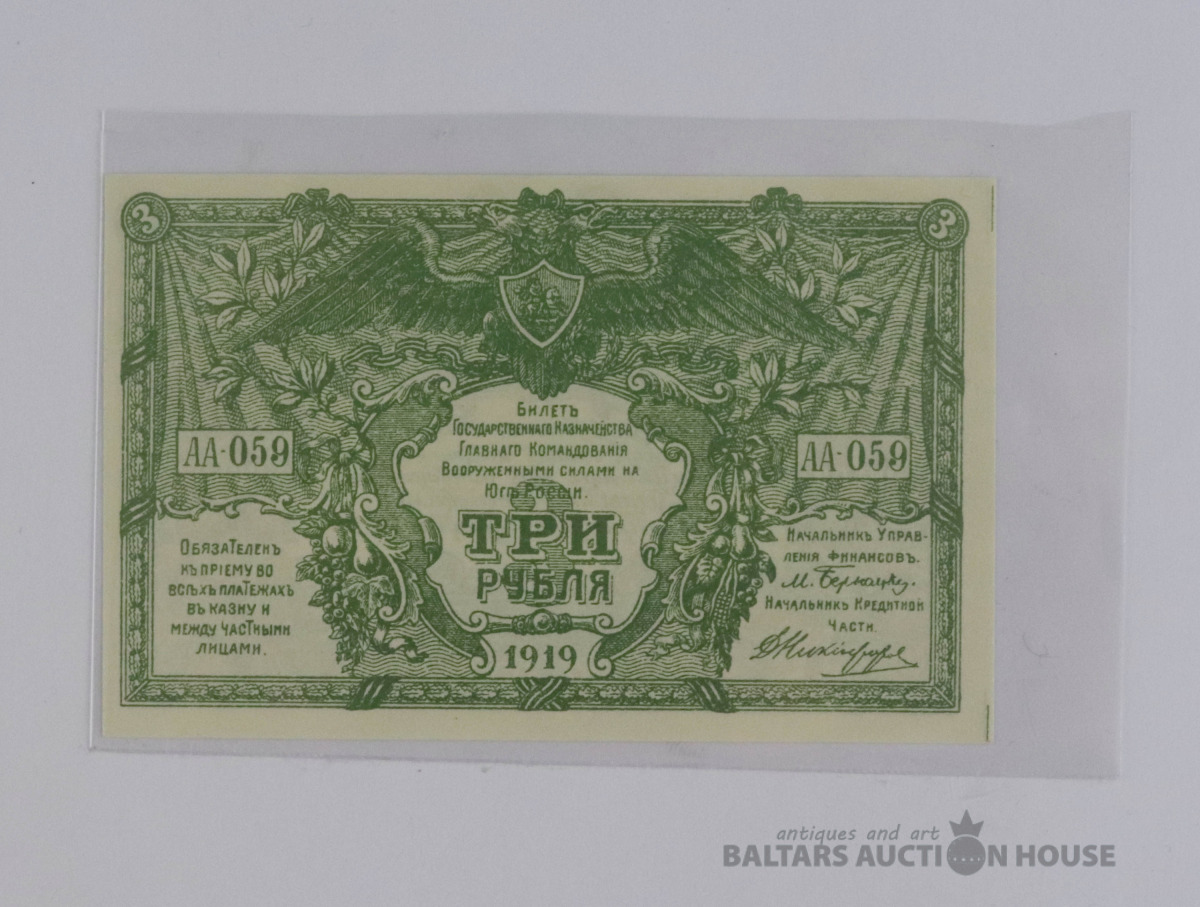 3 3
Билетъ
Государственнаго Казначейства
Главнаго Командованія
Вооруженными силами на
Югѣ Россіи.
АА-059 АА-059
3
ТРИ
РУБЛЯ
1919
Обязателенъ
къ пріему во
всѣхъ платежахъ
въ казну и
между частными
лицами.
Начальникъ Управ-
ленія финансовъ.
Начальникъ Кредитной
Части.
antiques and art
BALTARS AUCTION HOUSE